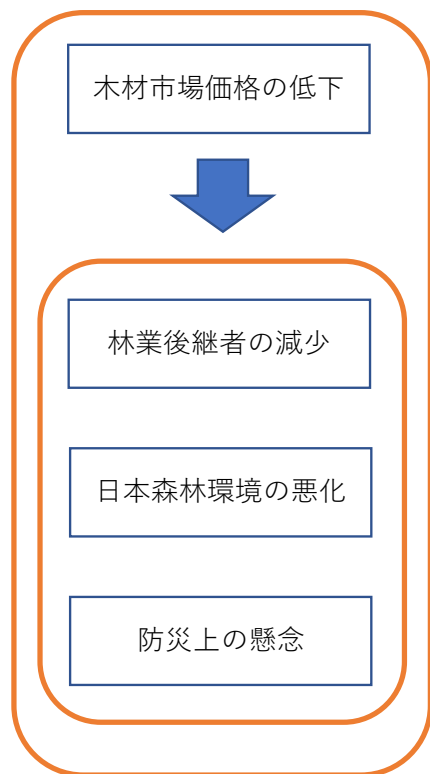 木材市場価格の低下
林業後継者の減少
日本森林環境の悪化
防災上の懸念